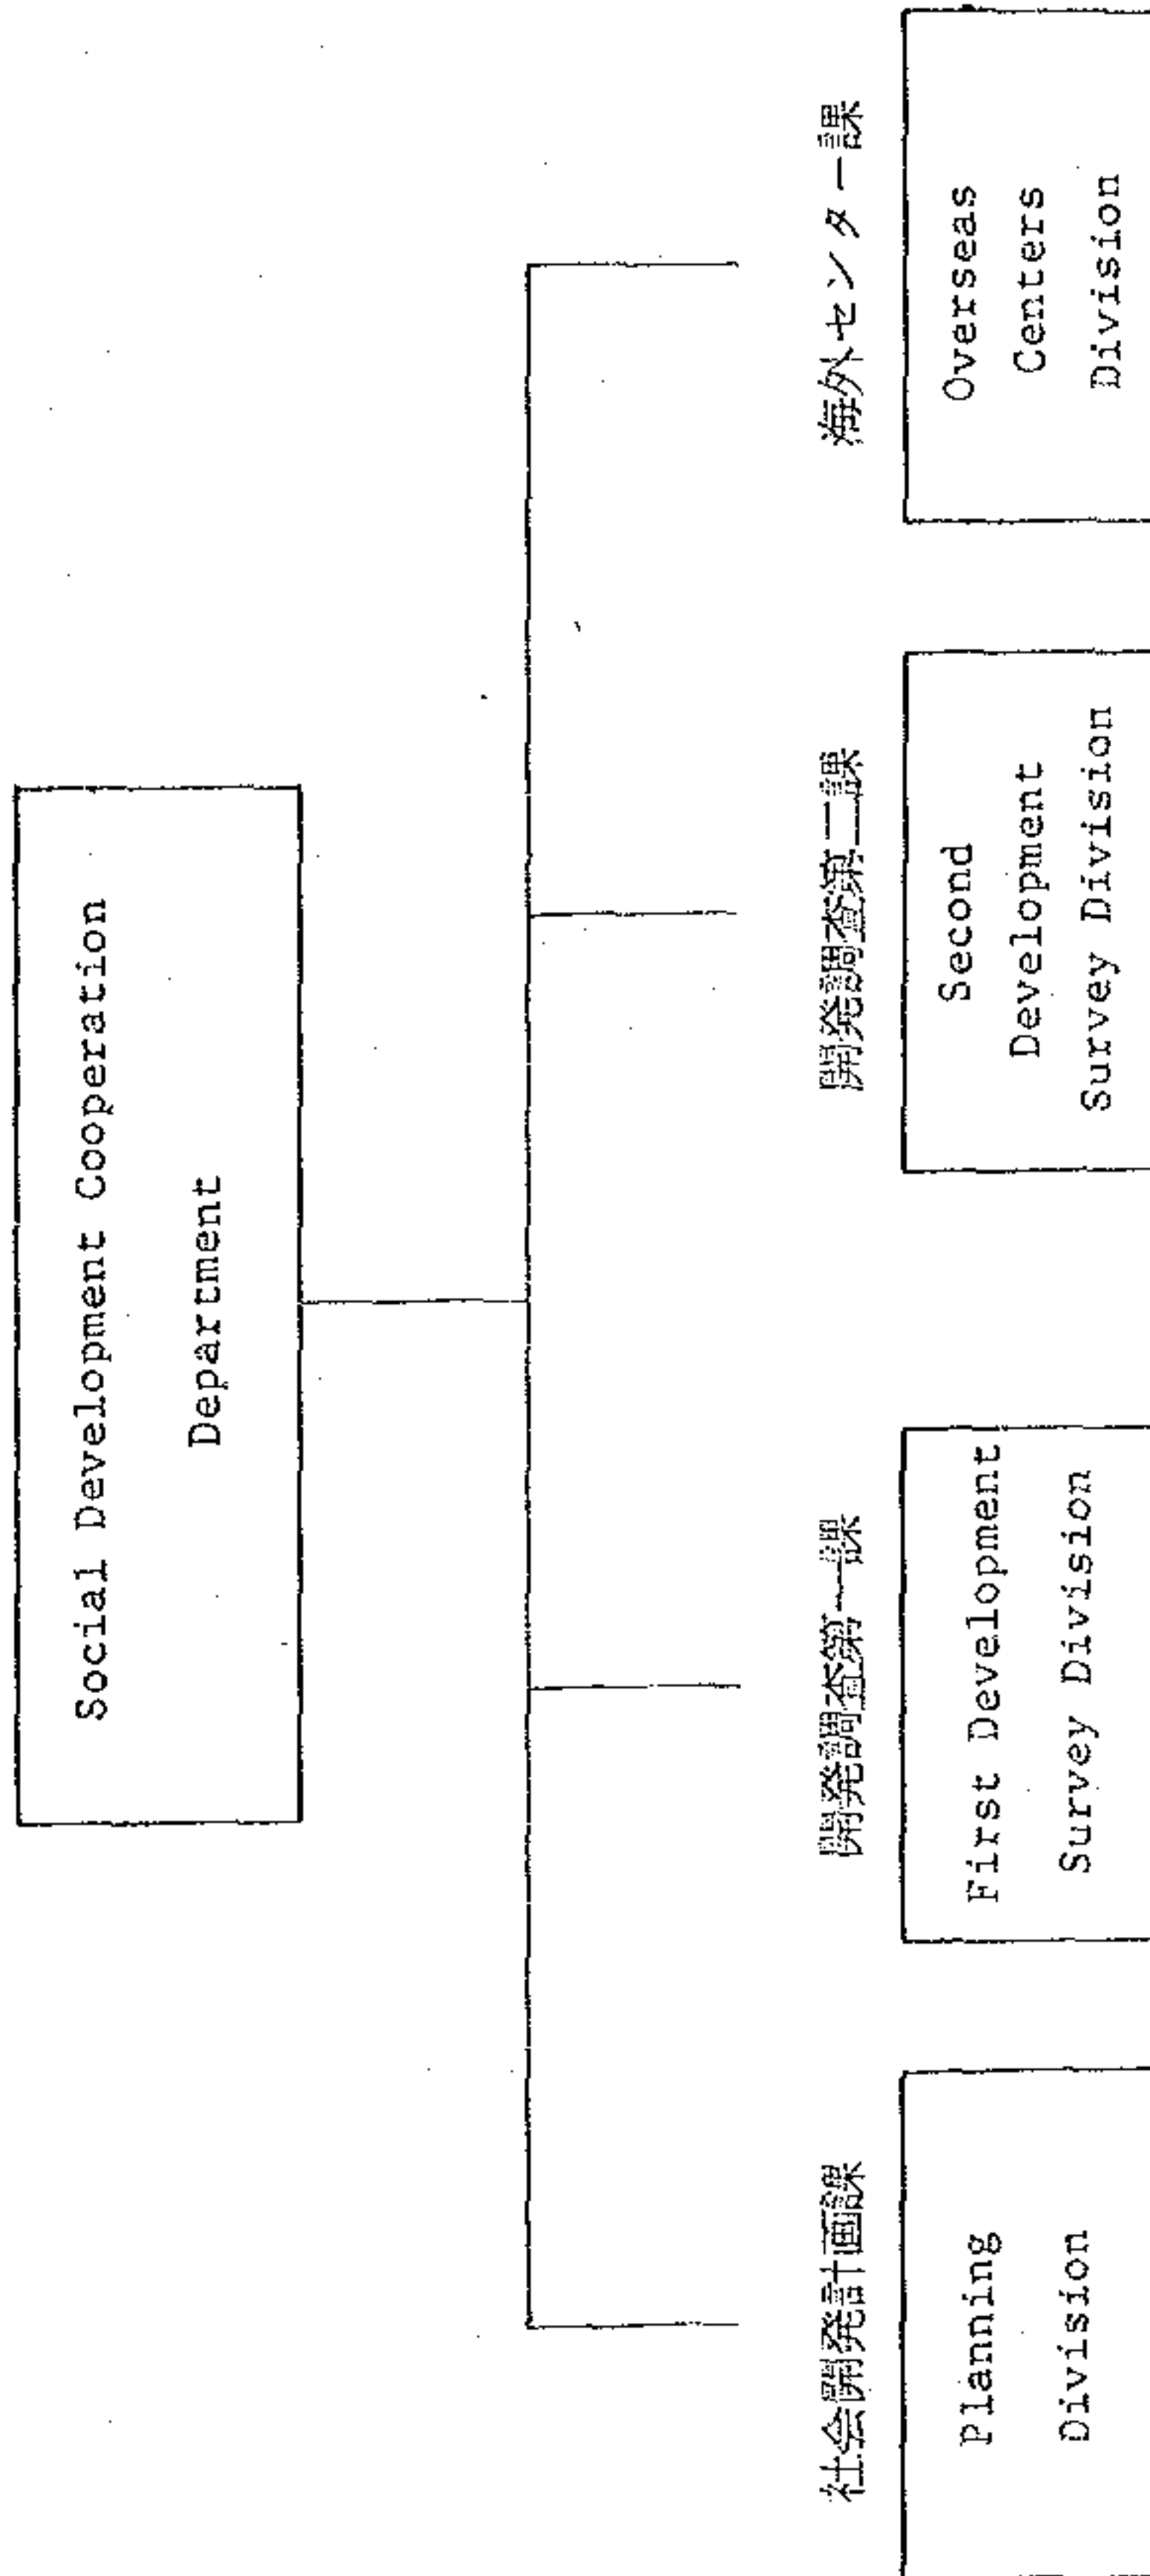 Social Development Cooperation
Department
社会開発計画課
Planning
Division
開発調査第一課
First Development
Survey Division
開発調査第二課
Second
Development
Survey Division
海外センター課
Overseas
Centers
Division